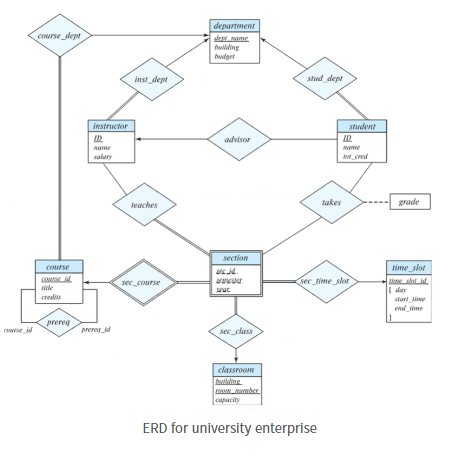 department
course_dept
dept_name
building
budget
inst_dept
stud_dept
instructor
ID
name
salary
advisor
student
ID
name
tot_cred
teaches
takes
grade
section
sec_id
semester
year
course
course_id
title
credits
sec_course
sec_time_slot
time_slot
time_slot_id
{ day
start_time
end_time
}
course_id
prereq
prereq_id
sec_class
classroom
building
room_number
capacity
ERD for university enterprise